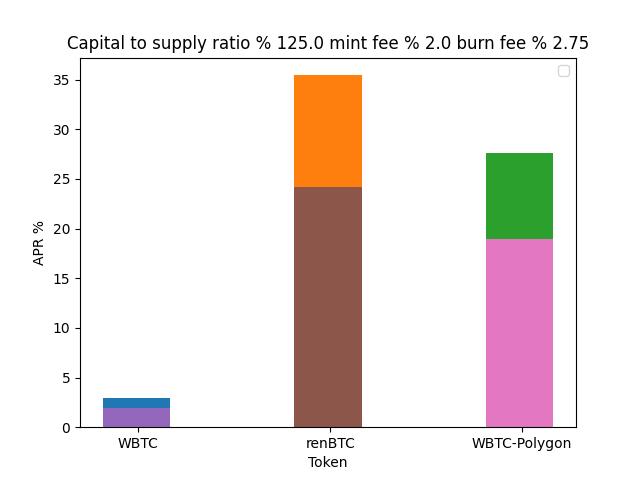 Capital to supply ratio % 125.0 mint fee % 2.0 burn fee % 2.75
APR %
35
30
25
20
15
10
5
0
WBTC renBTC WBTC-Polygon
Token